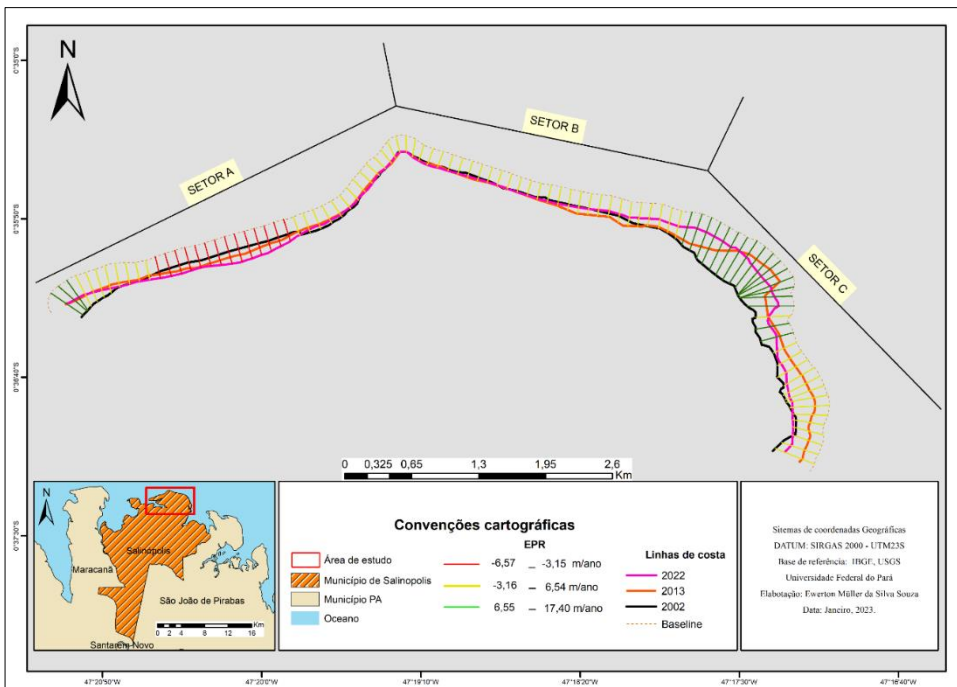 N
SETOR A
SETOR B
SETOR C
0°35'0"S
0°35'50"S
0°36'40"S
0°37'30"S
0 0,325 0,65 1,3 1,95 2,6
Km
N
Salinopolis
Maracanã
São João de Pirabas
Santarém Novo
0 2 4 8 12 16
Km
Convenções cartográficas
Área de estudo
Município de Salinopolis
Município PA
Oceano
EPR
-6,57 _ -3,15 m/ano
-3,16 _ 6,54 m/ano
6,55 _ 17,40 m/ano
Linhas de costa
2022
2013
2002
Baseline
Sitemas de coordenadas Geográficas
DATUM: SIRGAS 2000 - UTM23S
Base de referência: IBGE, USGS
Universidade Federal do Pará
Elabotação: Ewerton Müller da Silva Souza
Data: Janeiro, 2023.
47°20'50"W 47°20'0"W 47°19'10"W 47°18'20"W 47°17'30"W 47°16'40"W